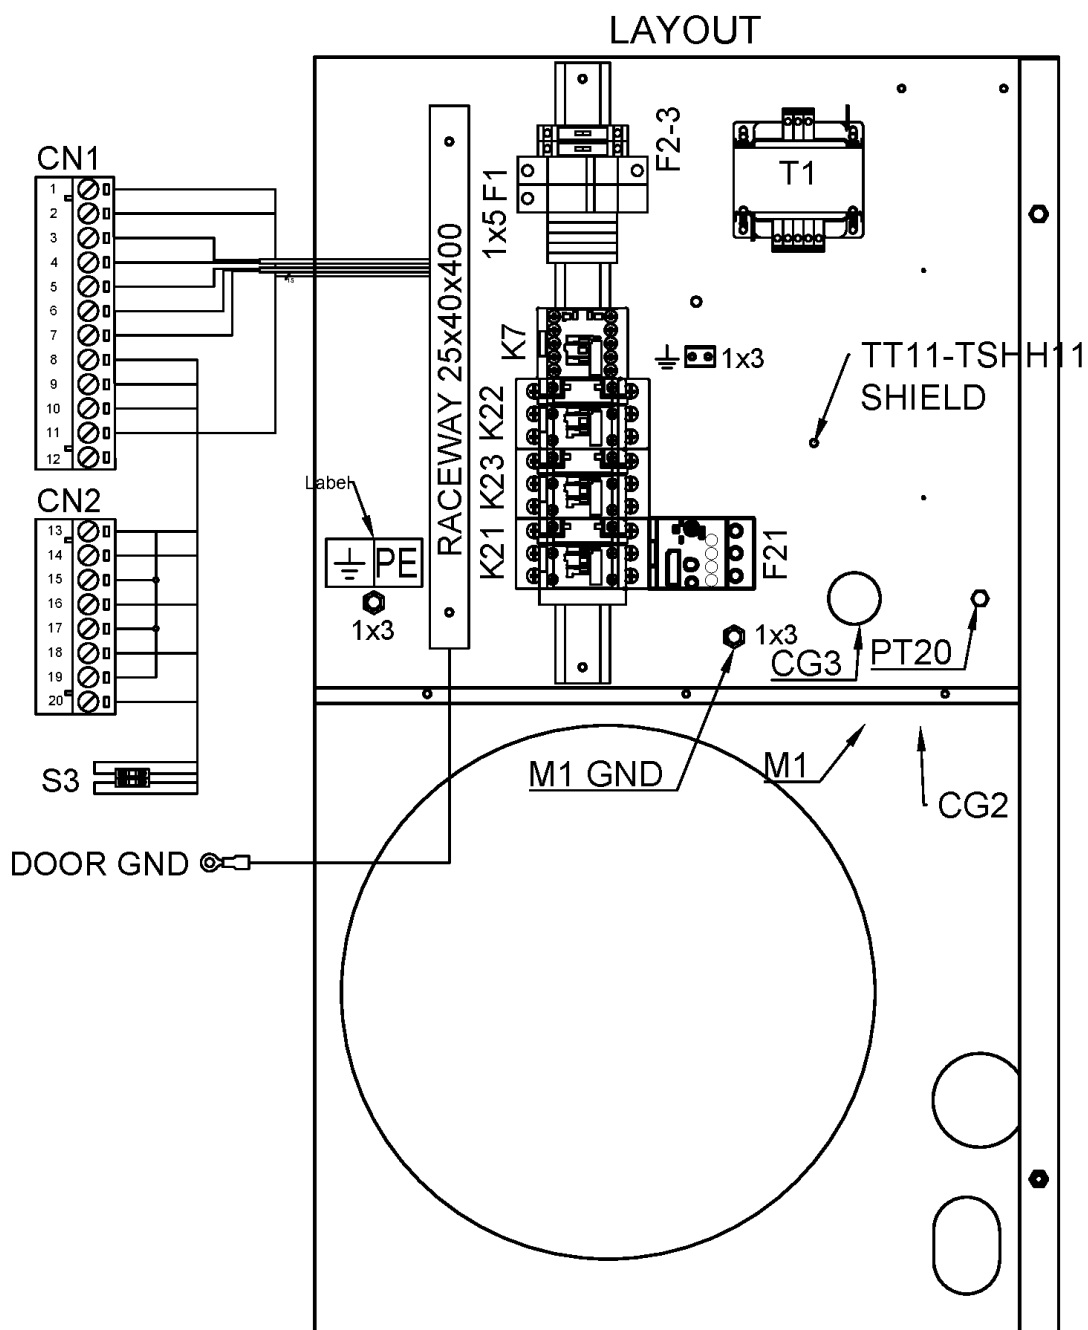 LAYOUT
CN1
1
2
3
4
5
6
7
8
9
10
11
12
CN2
13
14
15
16
17
18
19
20
S3
DOOR GND
RACEWAY 25x40x400
Label
PE
1x3
1x5 F1
F2-3
T1
K7
K22
K23
K21
F21
1x3
TT11-TSHH11
SHIELD
1x3
CG3
PT20
M1 GND
M1
CG2